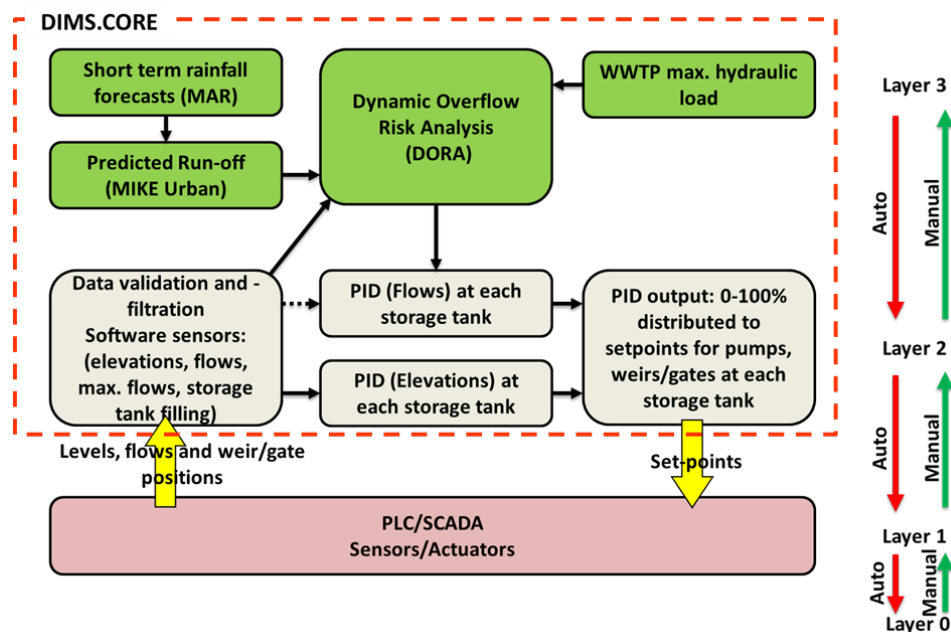 DIMS.CORE
Short term rainfall
forecasts (MAR)
Predicted Run-off
(MIKE Urban)
Dynamic Overflow
Risk Analysis
(DORA)
WWTP max. hydraulic
load
Data validation and -
filtration
Software sensors:
(elevations, flows,
max. flows, storage
tank filling)
PID (Flows) at each
storage tank
PID (Elevations) at
each storage tank
PID output: 0-100%
distributed to
setpoints for pumps,
weirs/gates at each
storage tank
Levels, flows and weir/gate
positions
Set-points
PLC/SCADA
Sensors/Actuators
Layer 3
Auto
Manual
Layer 2
Auto
Manual
Layer 1
Auto
Manual
Layer 0